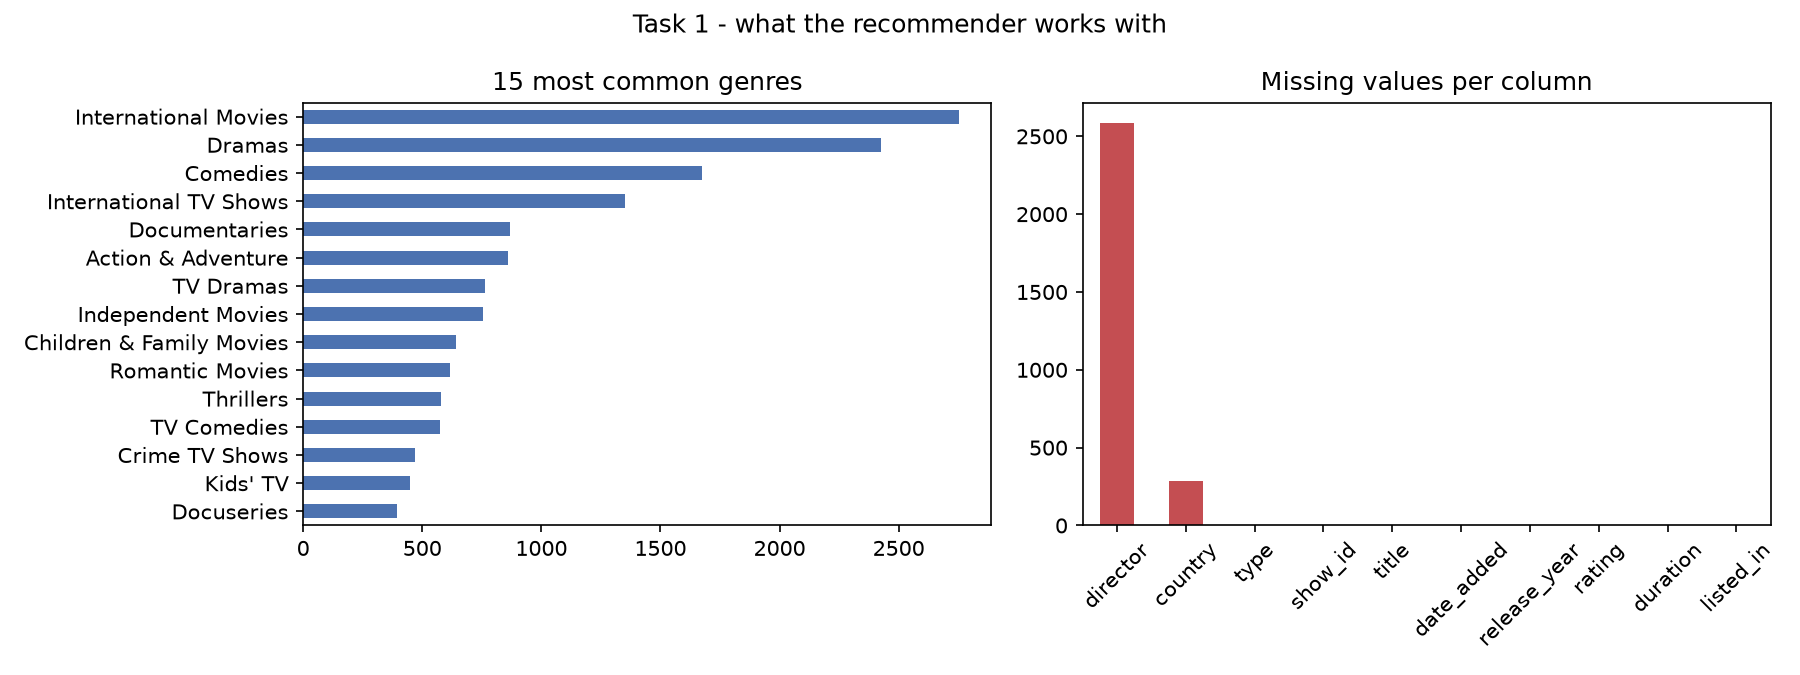 Task 1 - what the recommender works with
15 most common genres
International Movies
Dramas
Comedies
International TV Shows
Documentaries
Action & Adventure
TV Dramas
Independent Movies
Children & Family Movies
Romantic Movies
Thrillers
TV Comedies
Crime TV Shows
Kids' TV
Docuseries
0 500 1000 1500 2000 2500
Missing values per column
2500
2000
1500
1000
500
0
director country type show_id title date_added release_year rating duration listed_in